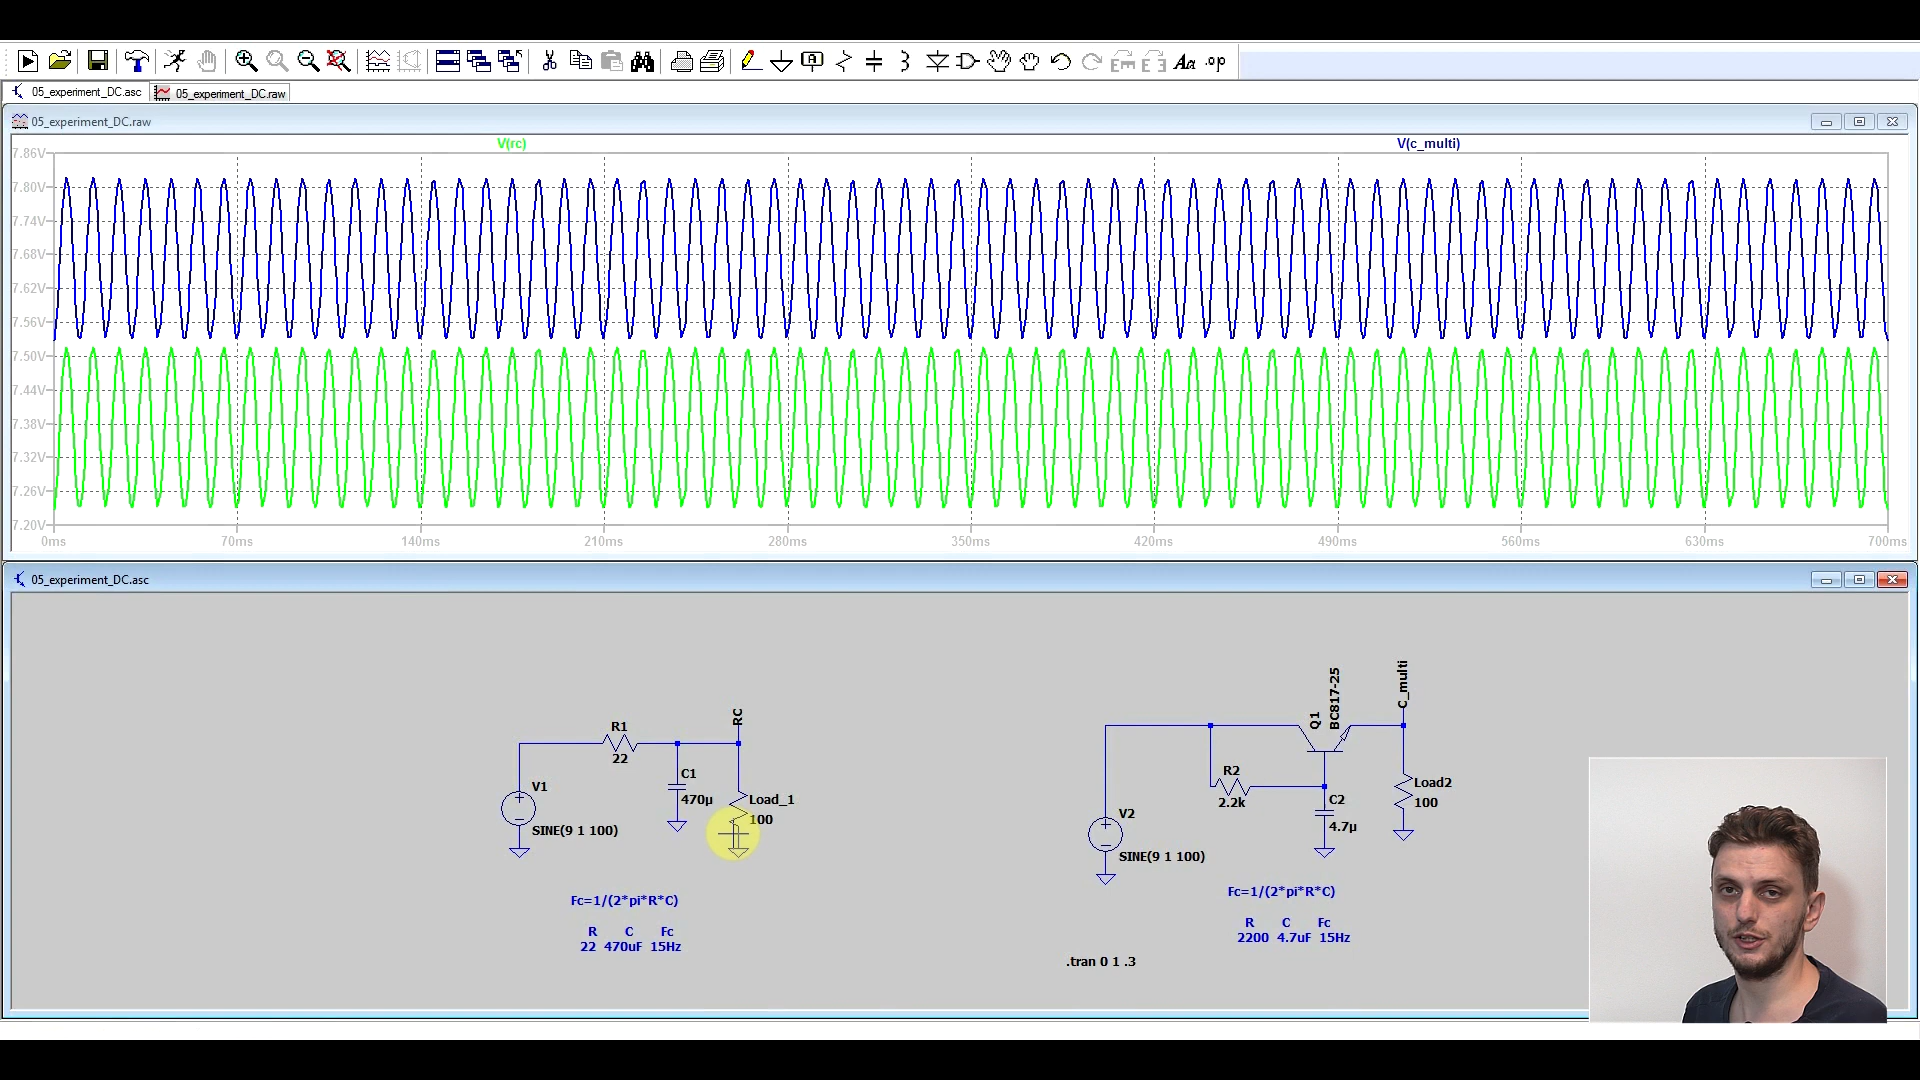 .op
05_experiment_DC.asc
05_experiment_DC.raw
05_experiment_DC.raw
V(rc)
V(c_multi)
7.86V
7.80V
7.74V
7.68V
7.62V
7.56V
7.50V
7.44V
7.38V
7.32V
7.26V
7.20V
0ms
70ms
140ms
210ms
280ms
350ms
420ms
490ms
560ms
630ms
700ms
05_experiment_DC.asc
R1
22
RC
C1
470µ
V1
SINE(9 1 100)
Load_1
100
Fc=1/(2*pi*R*C)
R C Fc
22 470uF 15Hz
Q1
BC817-25
C_multi
R2
2.2k
C2
4.7µ
Load2
100
V2
SINE(9 1 100)
Fc=1/(2*pi*R*C)
R C Fc
2200 4.7uF 15Hz
.tran 0 1 .3